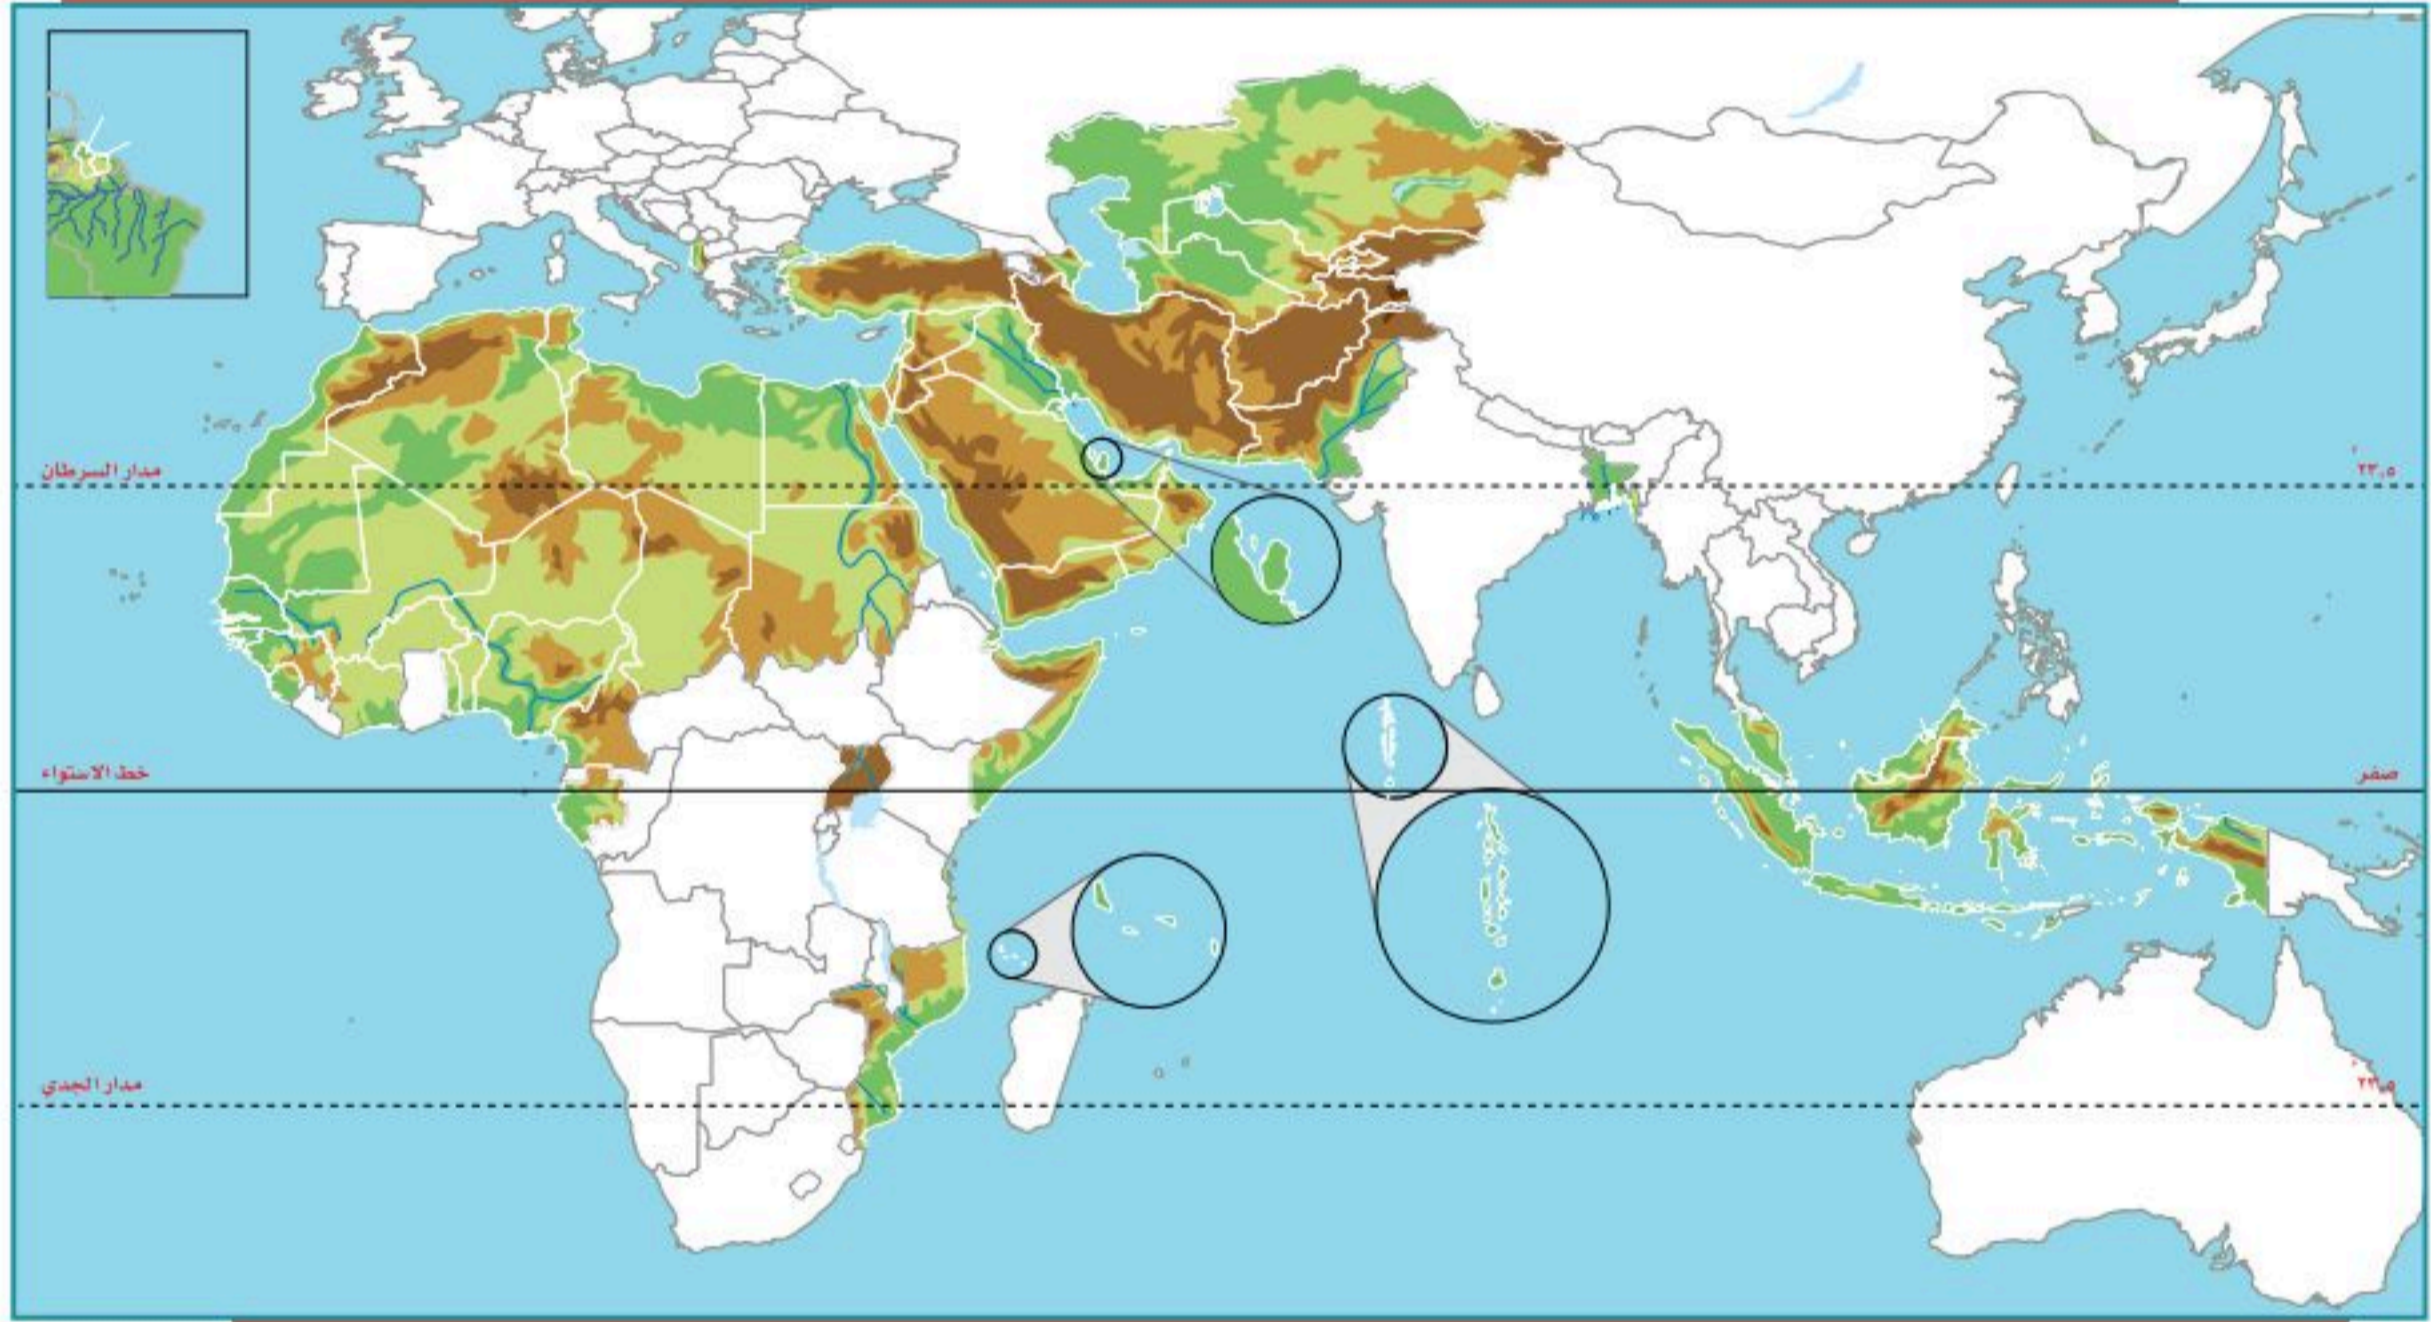 مدار السرطان
٢٣,٥°
خط الاستواء
صفر
مدار الجدي
٢٣,٥°